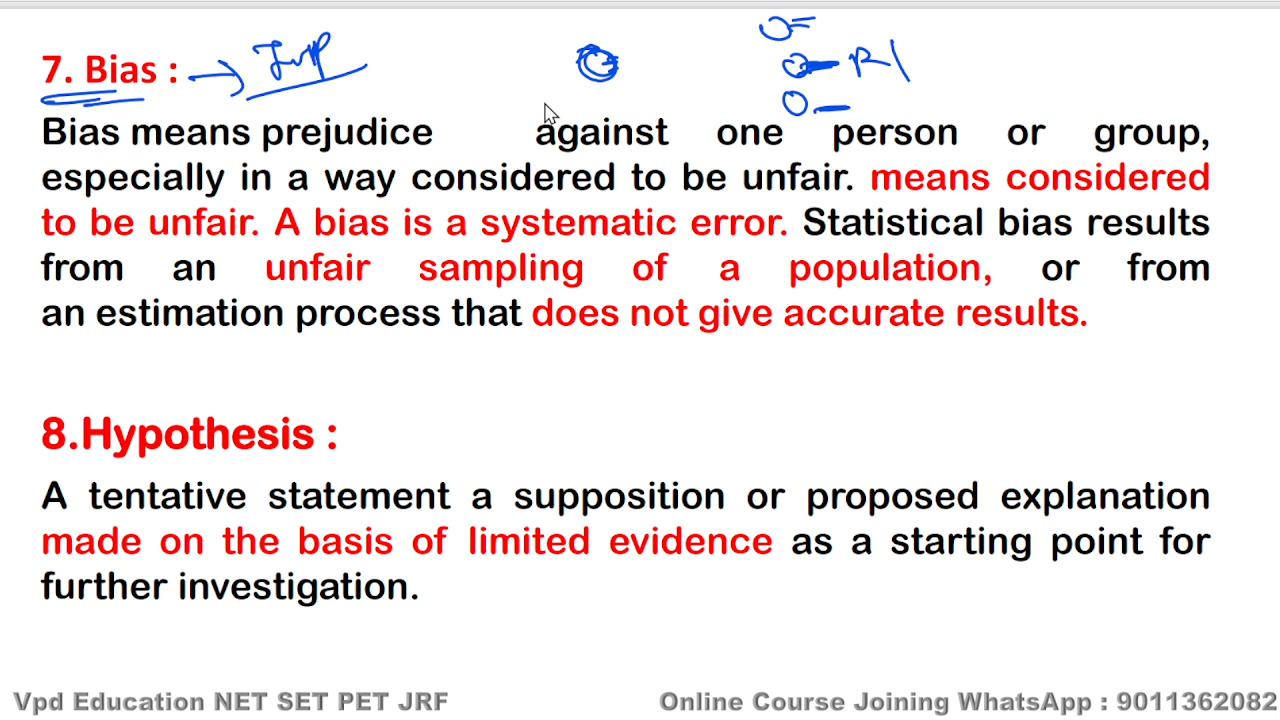 7. Bias : → Imp
Bias means prejudice against one person or group,
especially in a way considered to be unfair. means considered
to be unfair. A bias is a systematic error. Statistical bias results
from an unfair sampling of a population, or from
an estimation process that does not give accurate results.
8.Hypothesis :
A tentative statement a supposition or proposed explanation
made on the basis of limited evidence as a starting point for
further investigation.
Vpd Education NET SET PET JRF
Online Course Joining WhatsApp : 9011362082